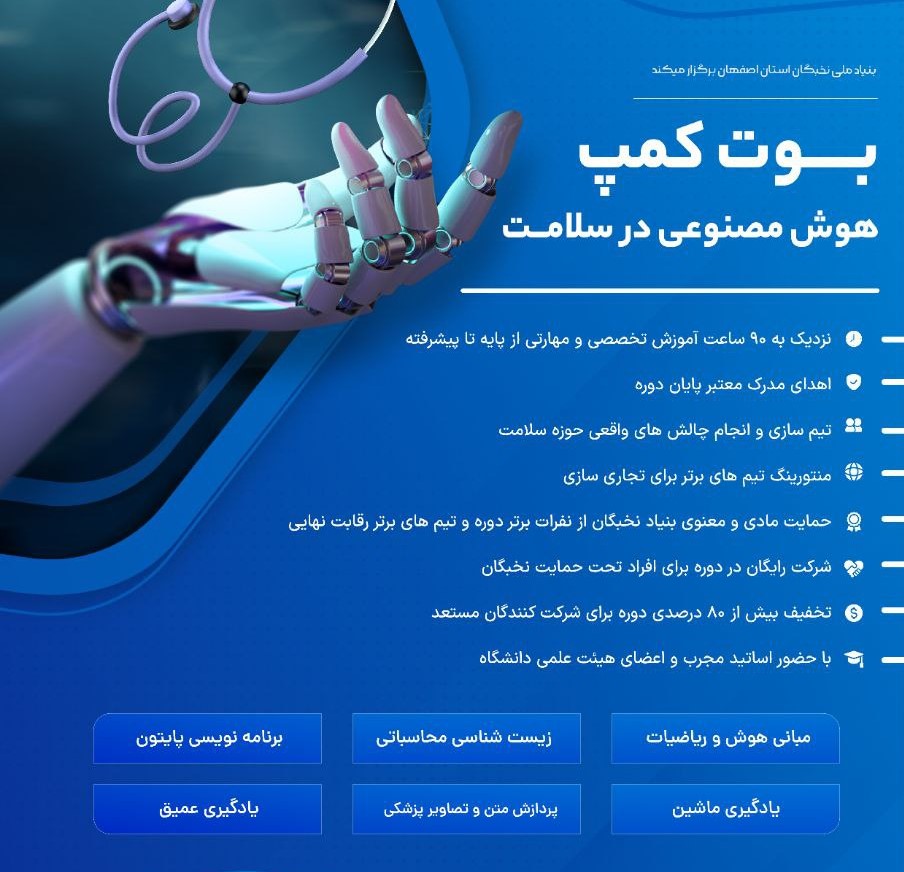 بنیاد ملی نخبگان استان اصفهان برگزار میکند
بوت کمپ
هوش مصنوعی در سلامت
نزدیک به ۹۰ ساعت آموزش تخصصی و مهارتی از پایه تا پیشرفته
اهدای مدرک معتبر پایان دوره
تیم سازی و انجام چالش های واقعی حوزه سلامت
منتورینگ تیم های برتر برای تجاری سازی
حمایت مادی و معنوی بنیاد نخبگان از نفرات برتر دوره و تیم های برتر رقابت نهایی
شرکت رایگان در دوره برای افراد تحت حمایت نخبگان
تخفیف بیش از ۸۰ درصدی دوره برای شرکت کنندگان مستعد
با حضور اساتید مجرب و اعضای هیئت علمی دانشگاه
مبانی هوش و ریاضیات
زیست شناسی محاسباتی
برنامه نویسی پایتون
یادگیری ماشین
پردازش متن و تصاویر پزشکی
یادگیری عمیق